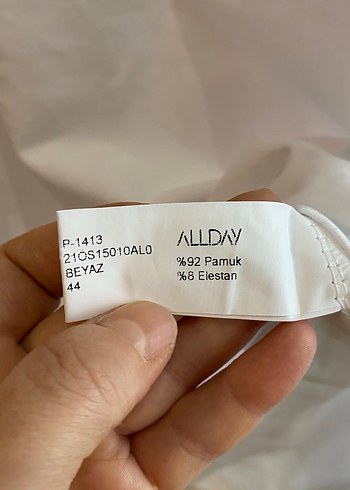 P-1413
21OS15010AL0
BEYAZ
44
ALLDAY
%92 Pamuk
%8 Elestan